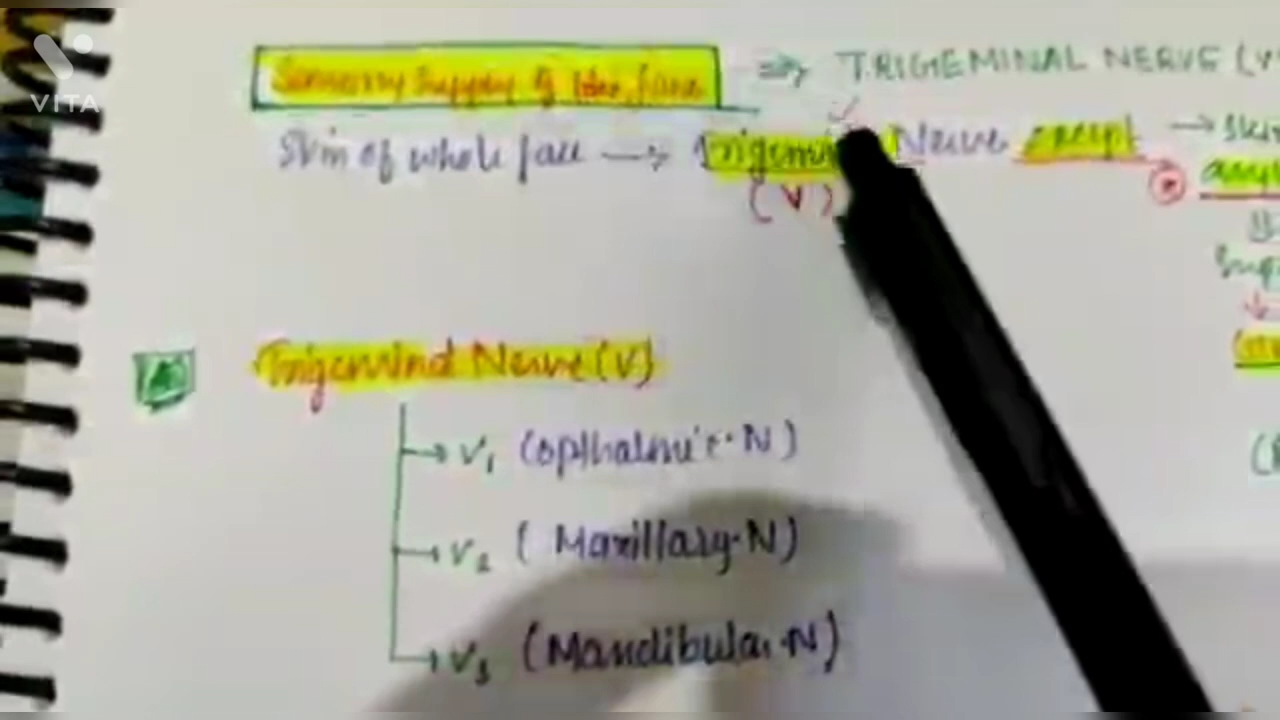 VITA
Sensory Supply of the face ⇒ TRIGEMINAL NERVE (V
Skin of whole face → Nerve except → skin
(V)
Trigeminal Nerve (V)
→ V₁ (opthalmic.N)
→ V₂ (Maxillary.N)
→ V₃ (Mandibular.N)